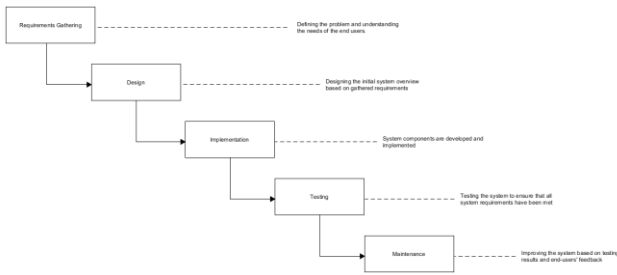 Requirements Gathering
Defining the problem and understanding
the needs of the end users
Design
Designing the initial system overview
based on gathered requirements
Implementation
System components are developed and
implemented
Testing
Testing the system to ensure that all
system requirements have been met
Maintenance
Improving the system based on testing
results and end-users' feedback